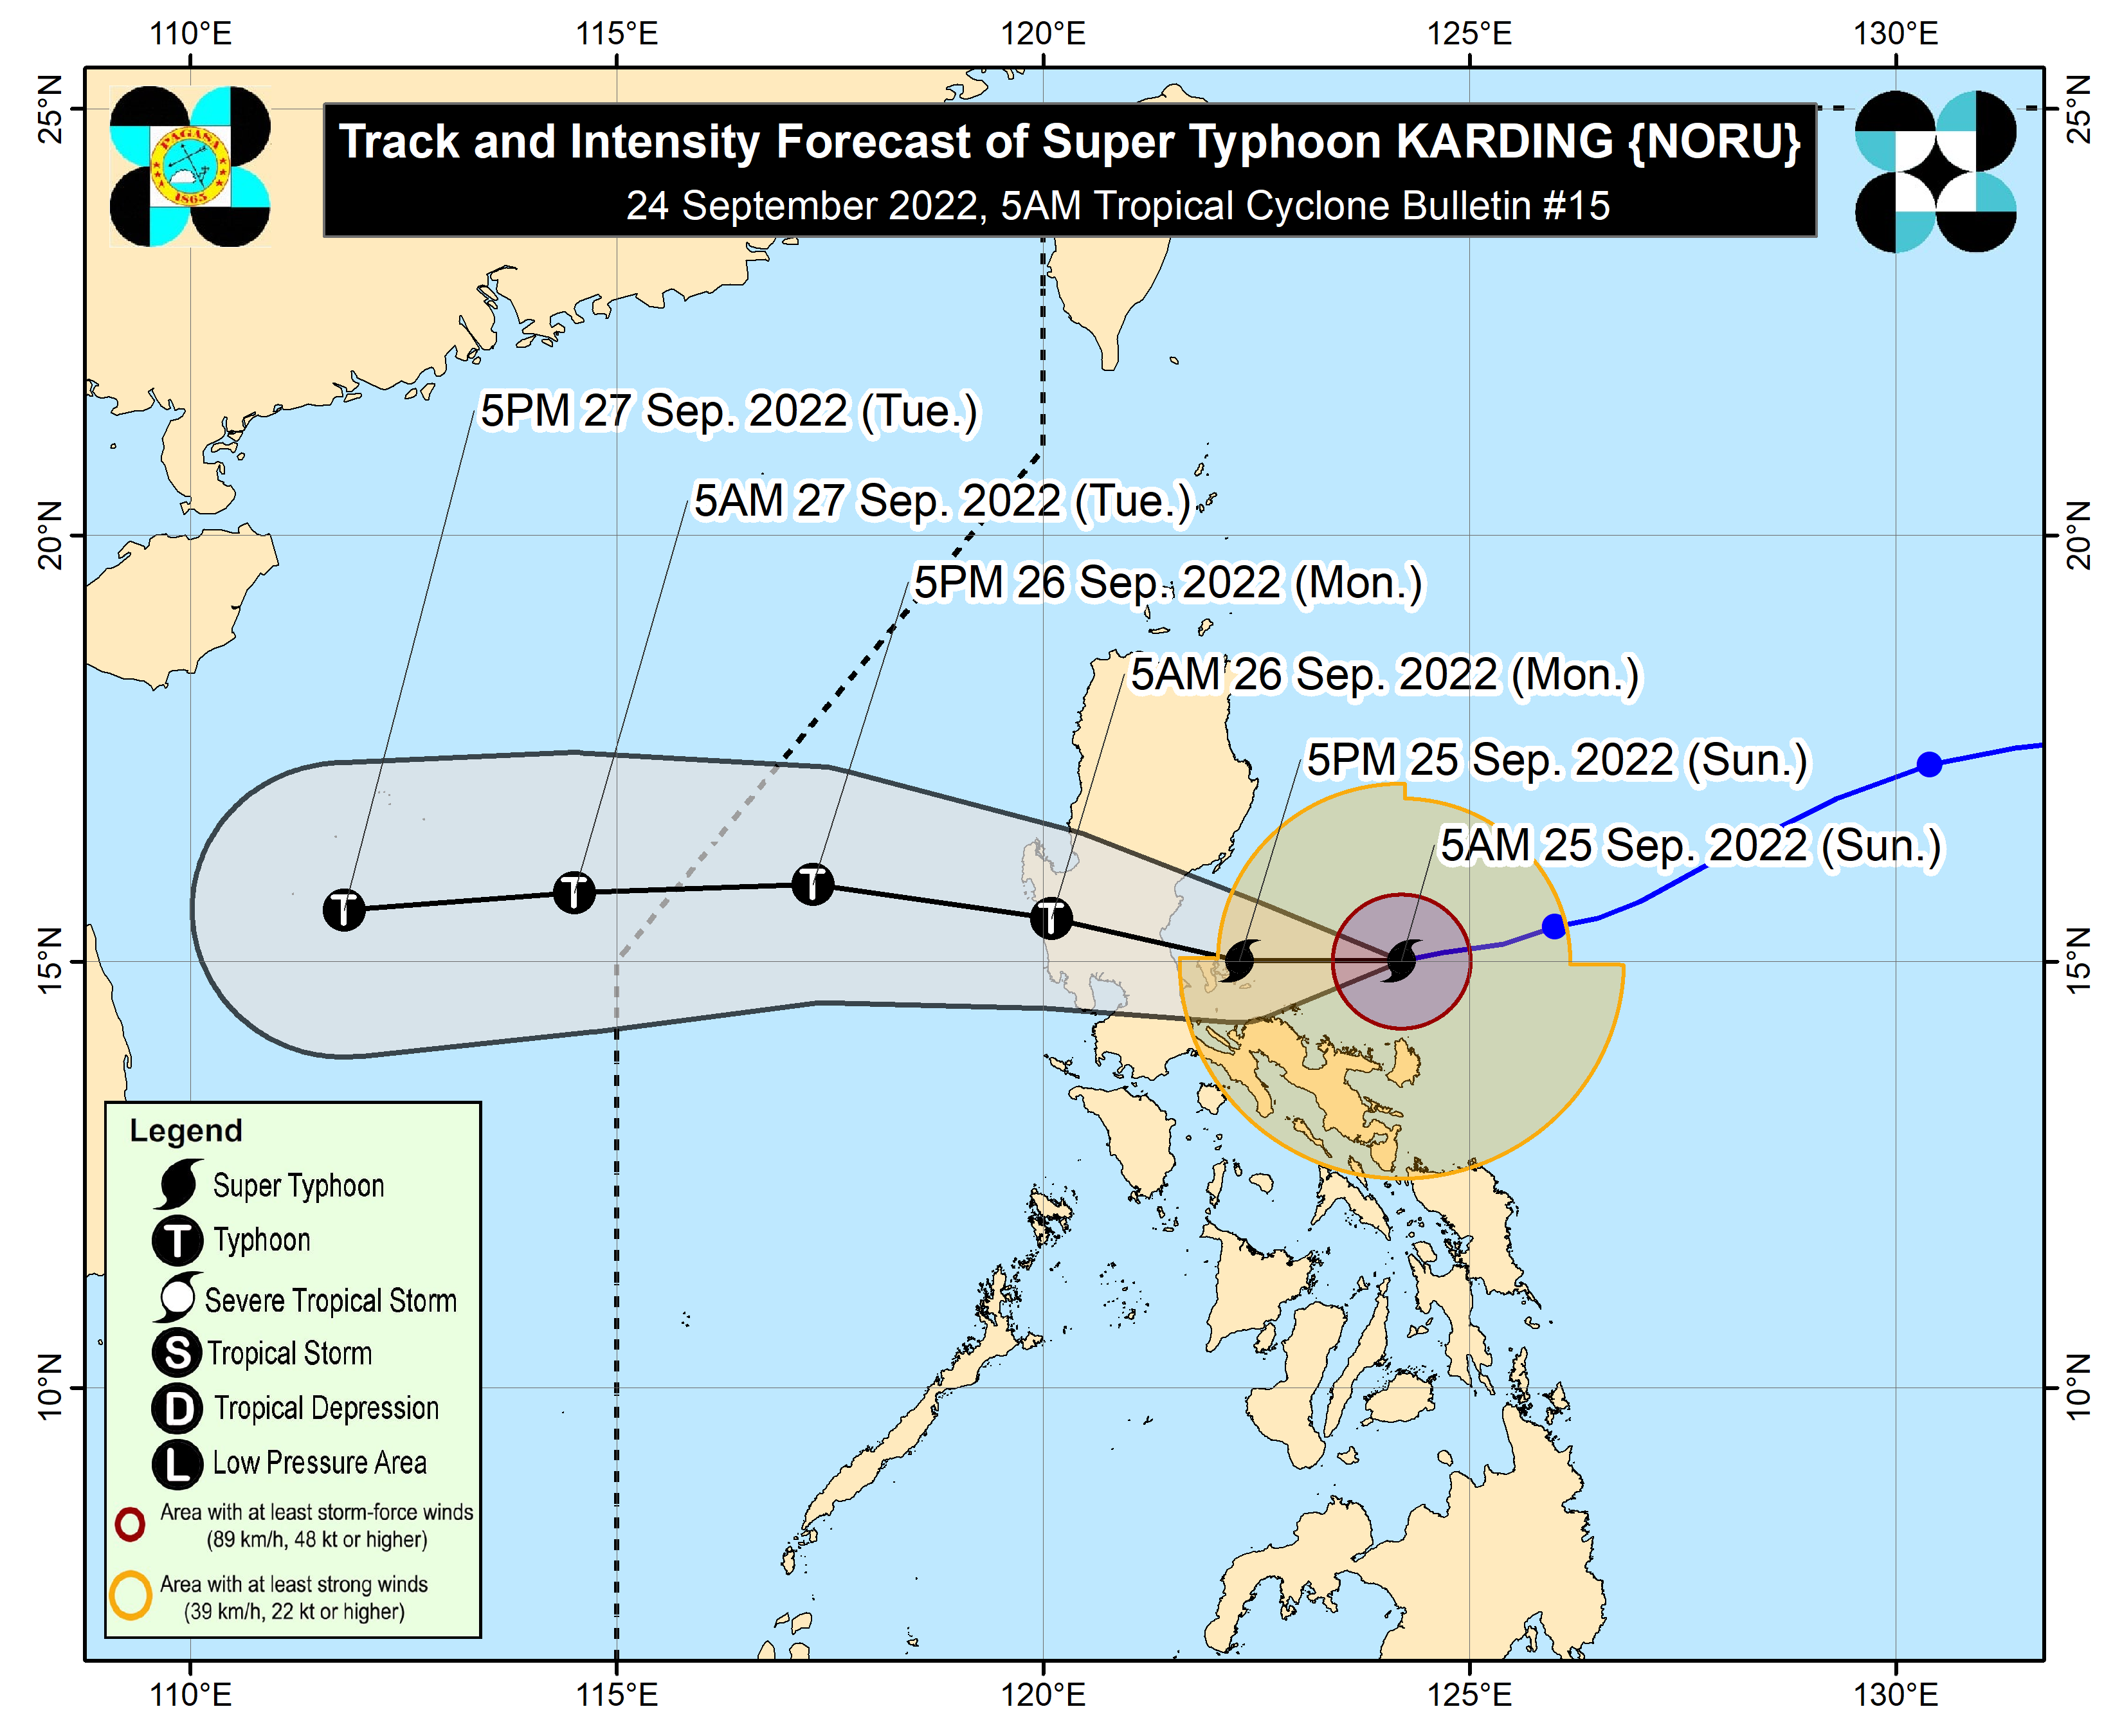 110°E 115°E 120°E 125°E 130°E
Track and Intensity Forecast of Super Typhoon KARDING {NORU}
24 September 2022, 5AM Tropical Cyclone Bulletin #15
PAGASA
1865
25°N 25°N
5PM 27 Sep. 2022 (Tue.)
5AM 27 Sep. 2022 (Tue.)
20°N 20°N
5PM 26 Sep. 2022 (Mon.)
5AM 26 Sep. 2022 (Mon.)
5PM 25 Sep. 2022 (Sun.)
5AM 25 Sep. 2022 (Sun.)
T T T T
15°N 15°N
Legend
Super Typhoon
T Typhoon
Severe Tropical Storm
S Tropical Storm
D Tropical Depression
L Low Pressure Area
Area with at least storm-force winds
(89 km/h, 48 kt or higher)
Area with at least strong winds
(39 km/h, 22 kt or higher)
10°N 10°N
110°E 115°E 120°E 125°E 130°E